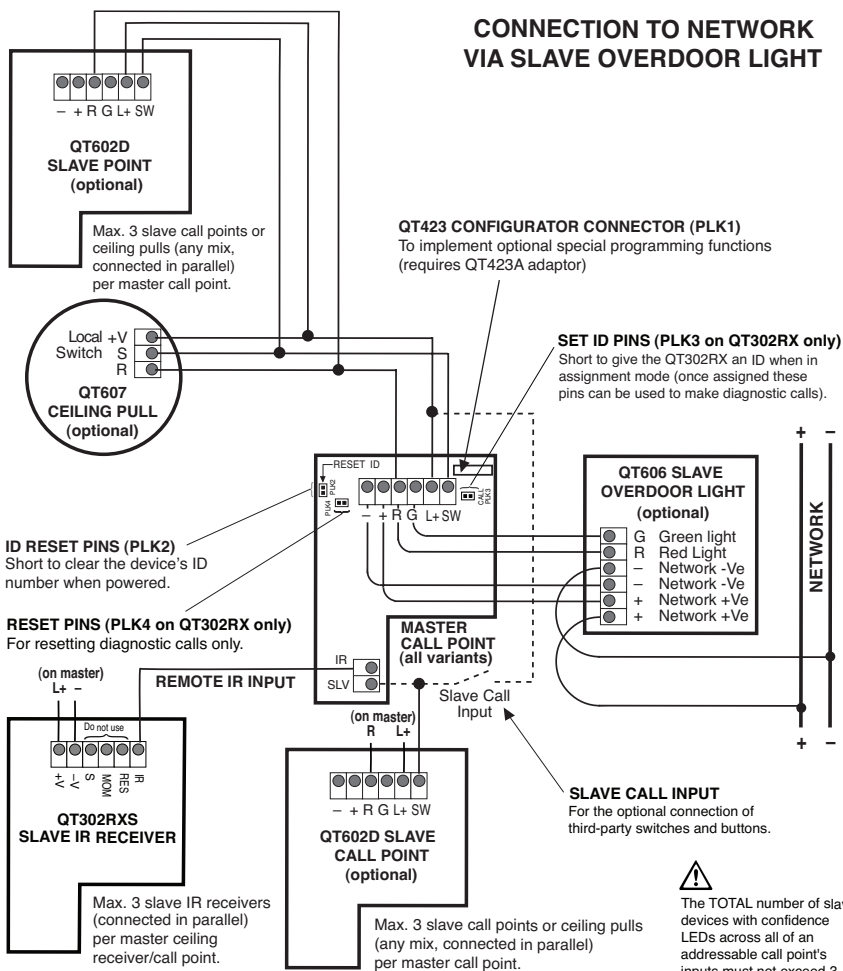 CONNECTION TO NETWORK
VIA SLAVE OVERDOOR LIGHT
– + R G L+ SW
QT602D
SLAVE POINT
(optional)
Max. 3 slave call points or
ceiling pulls (any mix,
connected in parallel)
per master call point.
QT423 CONFIGURATOR CONNECTOR (PLK1)
To implement optional special programming functions
(requires QT423A adaptor)
Local +V
Switch S
R
QT607
CEILING PULL
(optional)
SET ID PINS (PLK3 on QT302RX only)
Short to give the QT302RX an ID when in
assignment mode (once assigned these
pins can be used to make diagnostic calls).
+ –
RESET ID
PLK2
PLK4
CALL
PLK3
– + R G L+ SW
QT606 SLAVE
OVERDOOR LIGHT
(optional)
G Green light
R Red Light
– Network -Ve
– Network -Ve
+ Network +Ve
+ Network +Ve
NETWORK
+ –
ID RESET PINS (PLK2)
Short to clear the device's ID
number when powered.
RESET PINS (PLK4 on QT302RX only)
For resetting diagnostic calls only.
MASTER
CALL POINT
(all variants)
IR
SLV
(on master)
L+ –
REMOTE IR INPUT
Slave Call
Input
Do not use
+V –V S MOM RES IR
QT302RXS
SLAVE IR RECEIVER
Max. 3 slave IR receivers
(connected in parallel)
per master ceiling
receiver/call point.
(on master)
R L+
– + R G L+ SW
QT602D SLAVE
CALL POINT
(optional)
Max. 3 slave call points or ceiling pulls
(any mix, connected in parallel)
per master call point.
SLAVE CALL INPUT
For the optional connection of
third-party switches and buttons.
The TOTAL number of slav
devices with confidence
LEDs across all of an
addressable call point's
inputs must not exceed 3